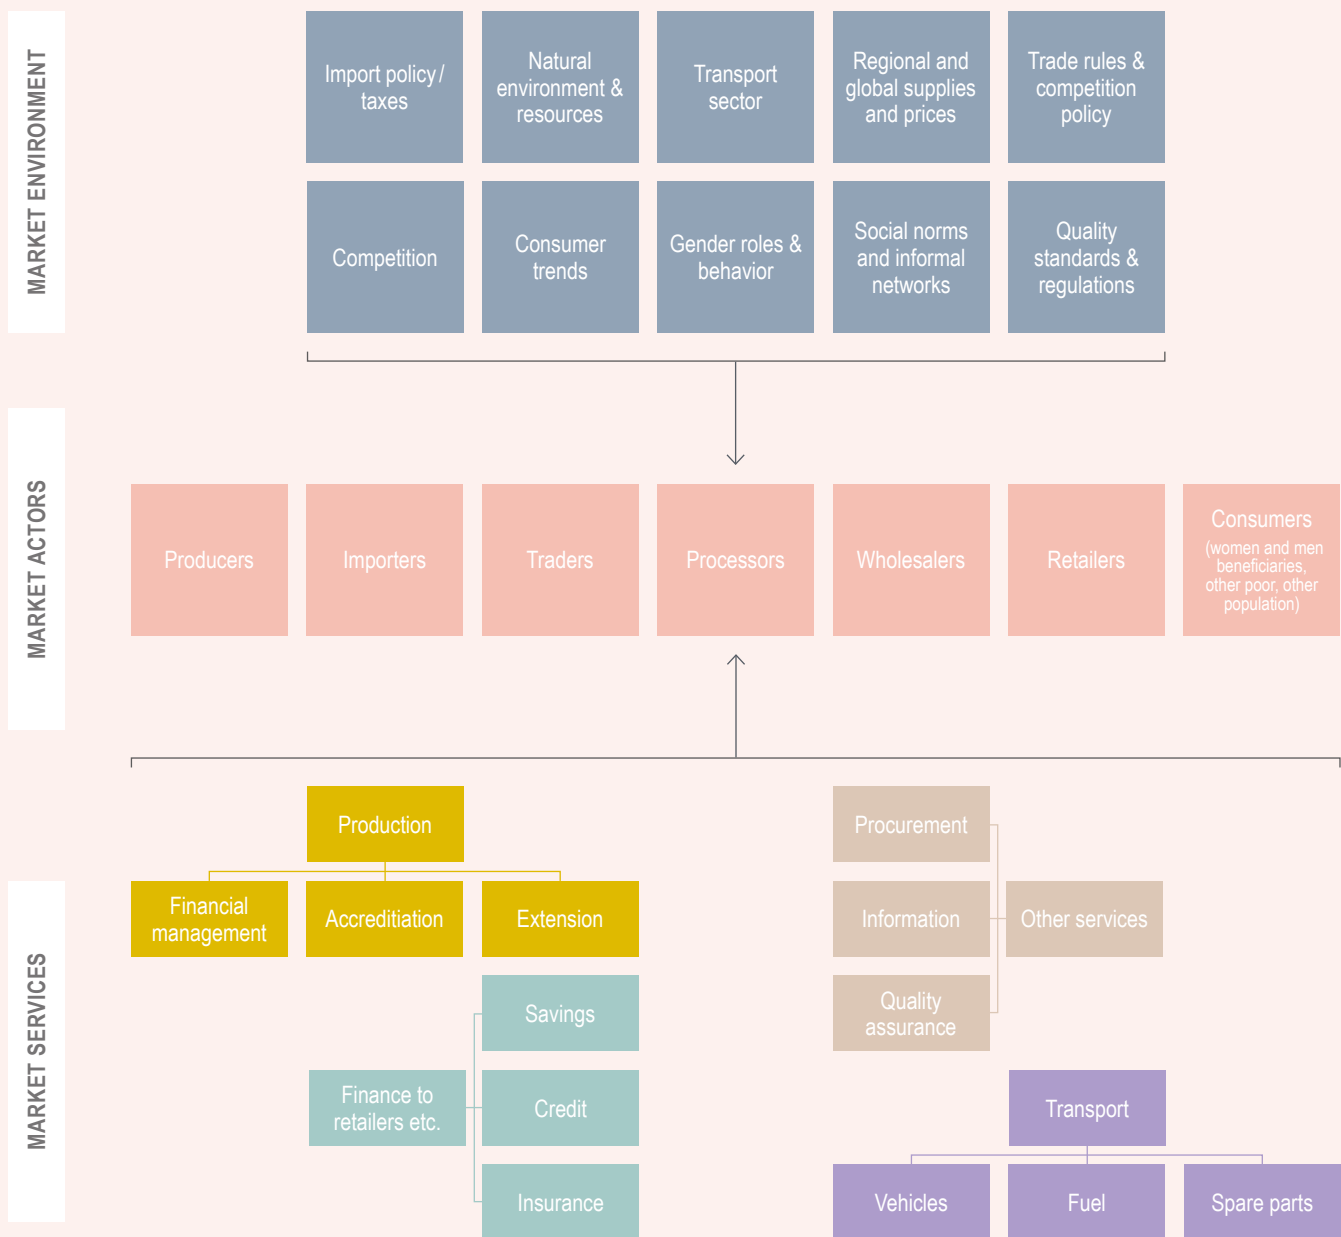 MARKET ENVIRONMENT
Import policy / 
taxes
Natural
environment &
resources
Transport
sector
Regional and
global supplies
and prices
Trade rules &
competition
policy
Competition
Consumer
trends
Gender roles &
behavior
Social norms
and informal
networks
Quality
standards &
regulations
MARKET ACTORS
Producers
Importers
Traders
Processors
Wholesalers
Retailers
Consumers
(women and men
beneficiaries,
other poor, other
population)
MARKET SERVICES
Production
Financial
management
Accreditiation
Extension
Savings
Finance to
retailers etc.
Credit
Insurance
Procurement
Information
Other services
Quality
assurance
Transport
Vehicles
Fuel
Spare parts